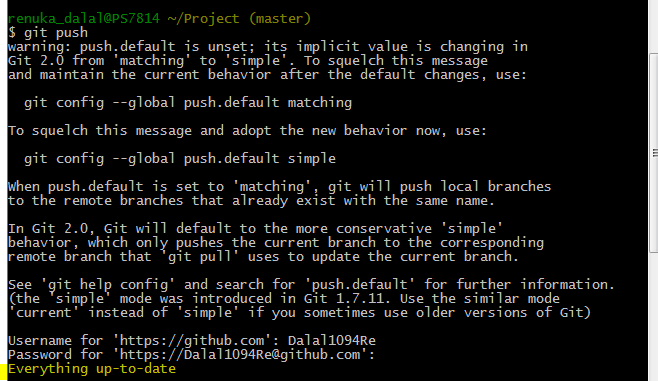 renuka_dalal@PS7814 ~/Project (master)
$ git push
warning: push.default is unset; its implicit value is changing in
Git 2.0 from 'matching' to 'simple'. To squelch this message
and maintain the current behavior after the default changes, use:
git config --global push.default matching
To squelch this message and adopt the new behavior now, use:
git config --global push.default simple
When push.default is set to 'matching', git will push local branches
to the remote branches that already exist with the same name.
In Git 2.0, Git will default to the more conservative 'simple'
behavior, which only pushes the current branch to the corresponding
remote branch that 'git pull' uses to update the current branch.
See 'git help config' and search for 'push.default' for further information.
(the 'simple' mode was introduced in Git 1.7.11. Use the similar mode
'current' instead of 'simple' if you sometimes use older versions of Git)
Username for 'https://github.com': Dalal1094Re
Password for 'https://Dalal1094Re@github.com':
Everything up-to-date